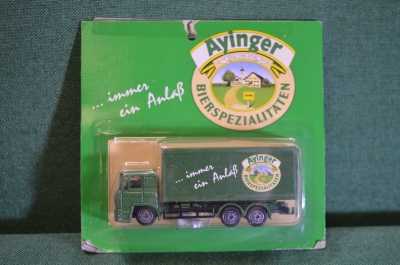 Ayinger
BIERSPEZIALITÄTEN
... immer
ein Anlaß
... immer
ein Anlaß
Ayinger
BIERSPEZIALITÄTEN